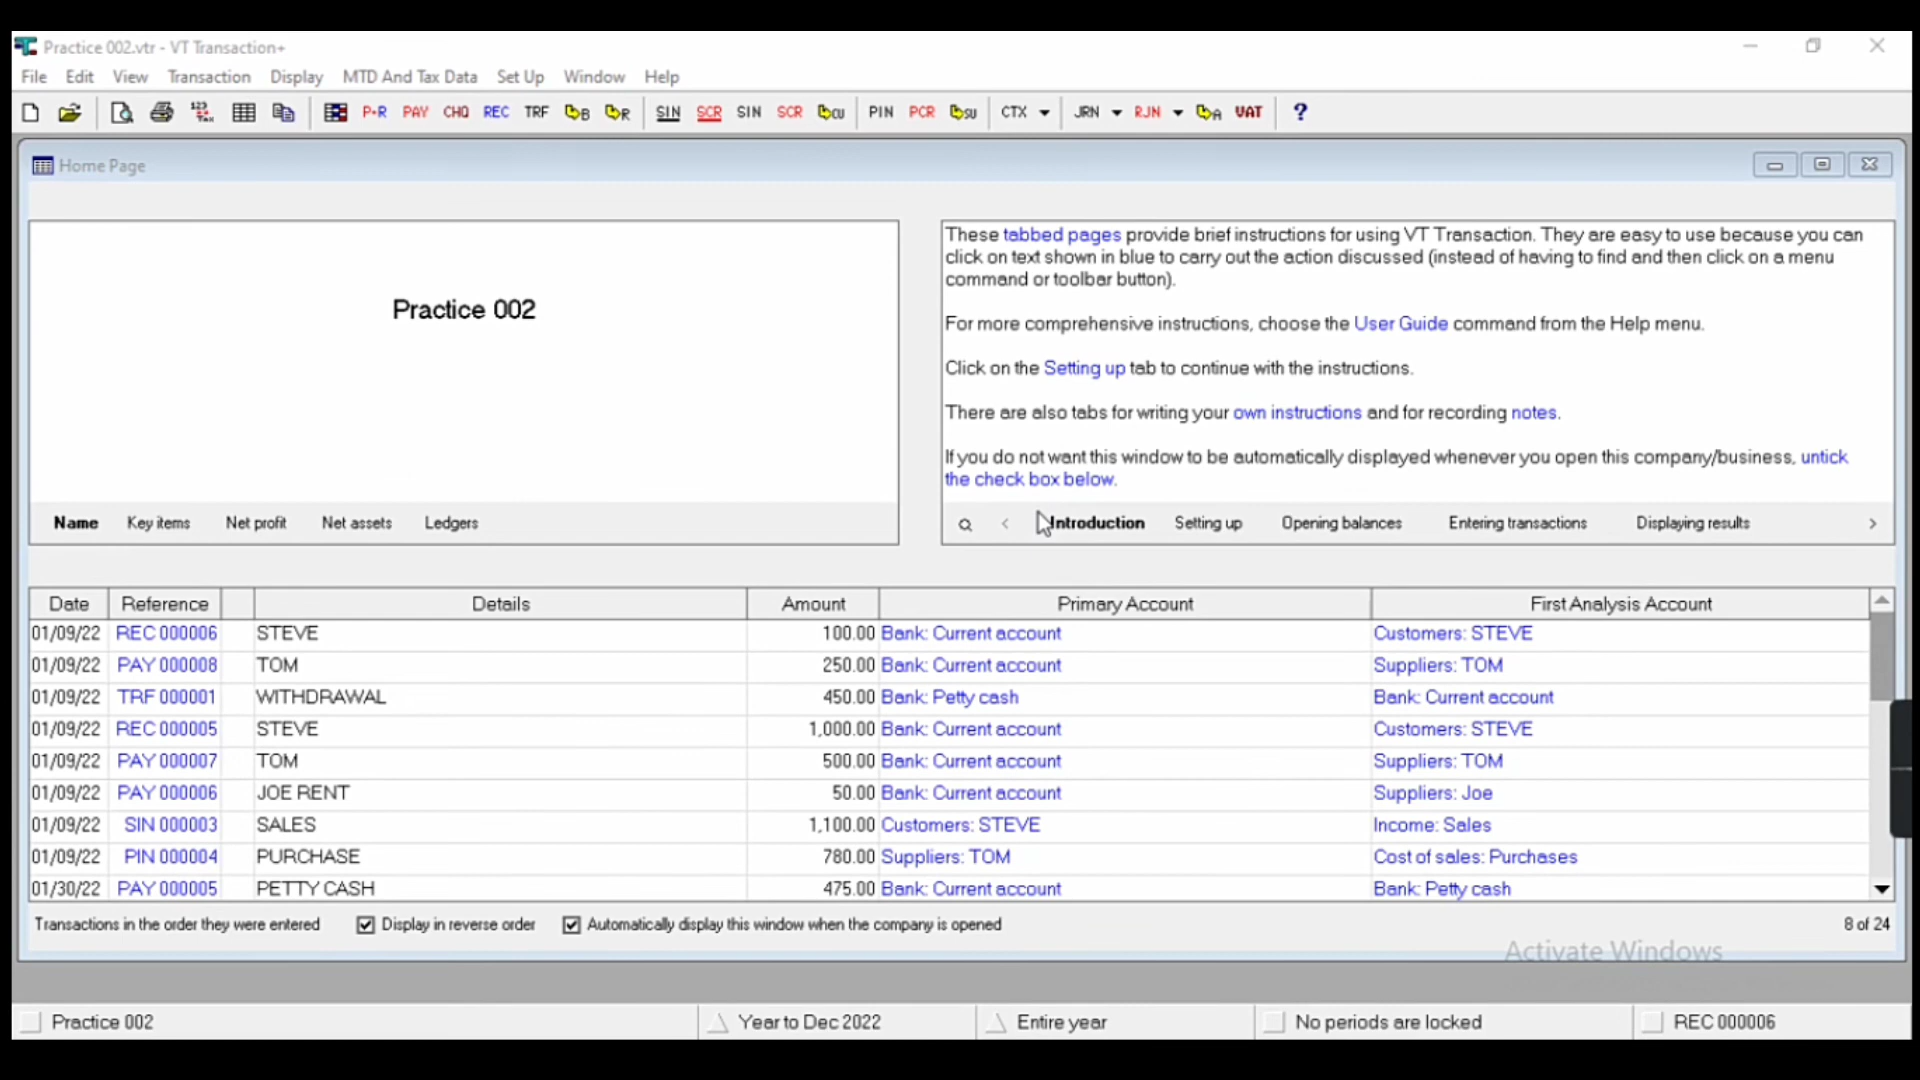 Practice 002.vtr - VT Transaction+
File Edit View Transaction Display MTD And Tax Data Set Up Window Help
P+R PAY CHQ REC TRF B R SIN SCR SIN SCR CU PIN PCR SU CTX JRN RJN A VAT ?
Home Page
Practice 002
Name Key items Net profit Net assets Ledgers
These tabbed pages provide brief instructions for using VT Transaction. They are easy to use because you can
click on text shown in blue to carry out the action discussed (instead of having to find and then click on a menu
command or toolbar button).
For more comprehensive instructions, choose the User Guide command from the Help menu.
Click on the Setting up tab to continue with the instructions.
There are also tabs for writing your own instructions and for recording notes.
If you do not want this window to be automatically displayed whenever you open this company/business, untick
the check box below.
Introduction Setting up Opening balances Entering transactions Displaying results
Date Reference Details Amount Primary Account First Analysis Account
01/09/22 REC 000006 STEVE 100.00 Bank: Current account Customers: STEVE
01/09/22 PAY 000008 TOM 250.00 Bank: Current account Suppliers: TOM
01/09/22 TRF 000001 WITHDRAWAL 450.00 Bank: Petty cash Bank: Current account
01/09/22 REC 000005 STEVE 1,000.00 Bank: Current account Customers: STEVE
01/09/22 PAY 000007 TOM 500.00 Bank: Current account Suppliers: TOM
01/09/22 PAY 000006 JOE RENT 50.00 Bank: Current account Suppliers: Joe
01/09/22 SIN 000003 SALES 1,100.00 Customers: STEVE Income: Sales
01/09/22 PIN 000004 PURCHASE 780.00 Suppliers: TOM Cost of sales: Purchases
01/30/22 PAY 000005 PETTY CASH 475.00 Bank: Current account Bank: Petty cash
Transactions in the order they were entered Display in reverse order Automatically display this window when the company is opened 8 of 24
Activate Windows
Practice 002 Year to Dec 2022 Entire year No periods are locked REC 000006